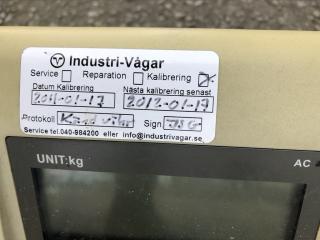 Industri-Vågar
Service Reparation Kalibrering
Datum Kalibrering Nästa kalibrering senast
2011-01-17 2012-01-17
Protokoll Sign
Service tel.040-984200 eller info@industrivagar.se
UNIT:kg AC